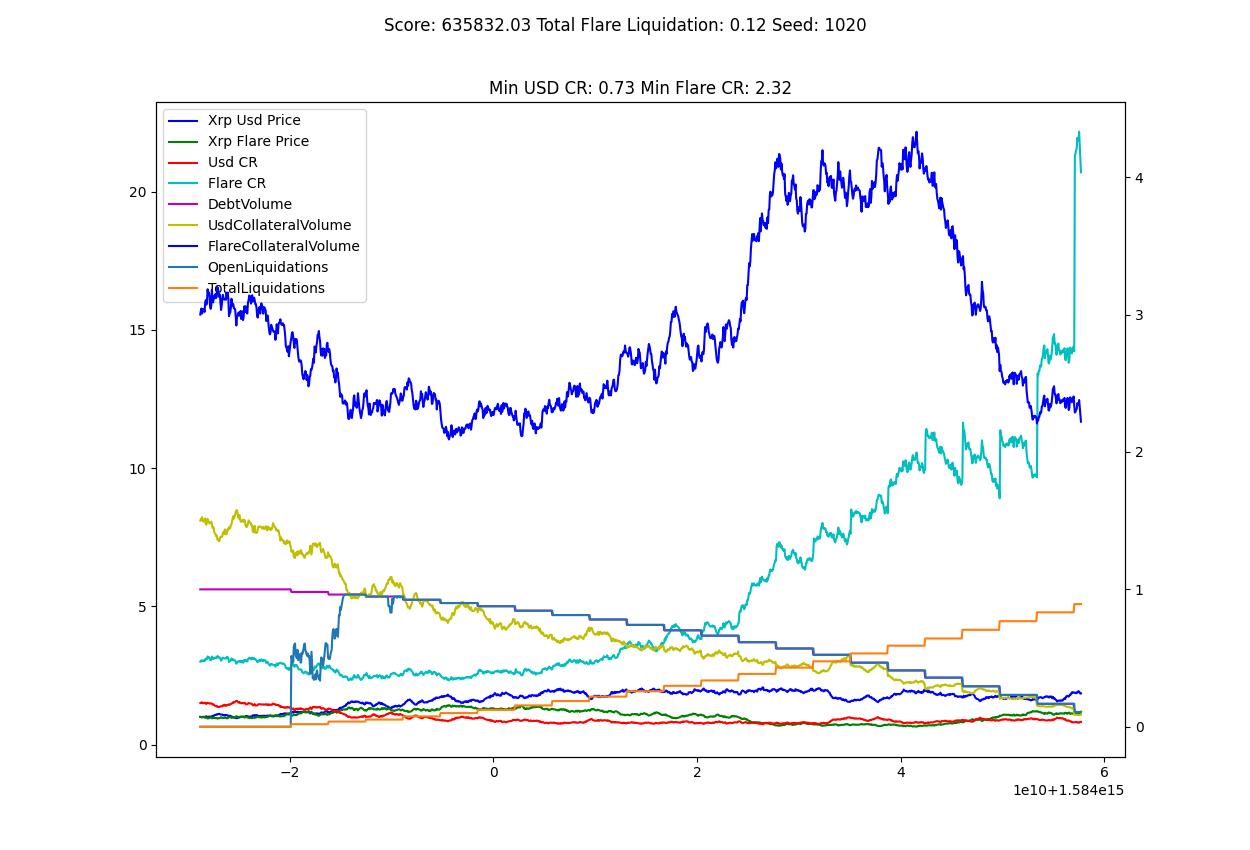 Score: 635832.03 Total Flare Liquidation: 0.12 Seed: 1020
Min USD CR: 0.73 Min Flare CR: 2.32
Xrp Usd Price
Xrp Flare Price
Usd CR
Flare CR
DebtVolume
UsdCollateralVolume
FlareCollateralVolume
OpenLiquidations
TotalLiquidations
20
15
10
5
0
4
3
2
1
0
−2
0
2
4
6
1e10+1.584e15